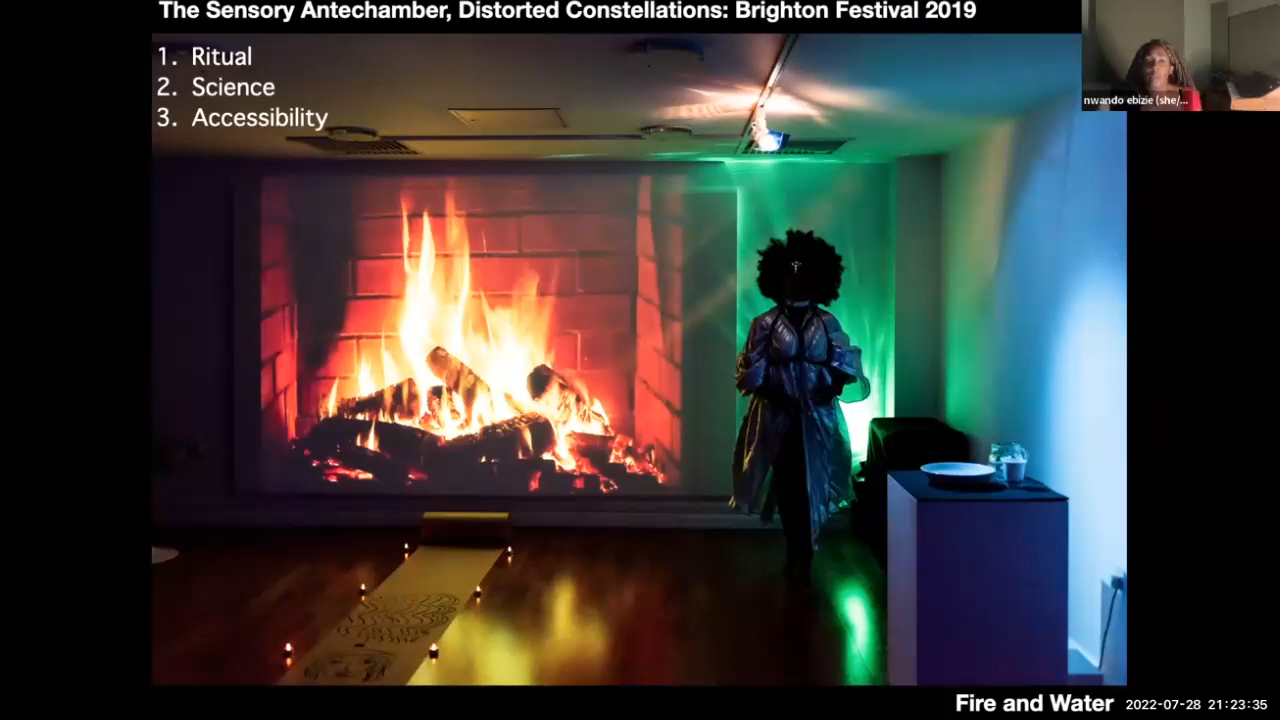 The Sensory Antechamber, Distorted Constellations: Brighton Festival 2019
1. Ritual
2. Science
3. Accessibility
nwando ebizie (she/...
Fire and Water
2022-07-28 21:23:35